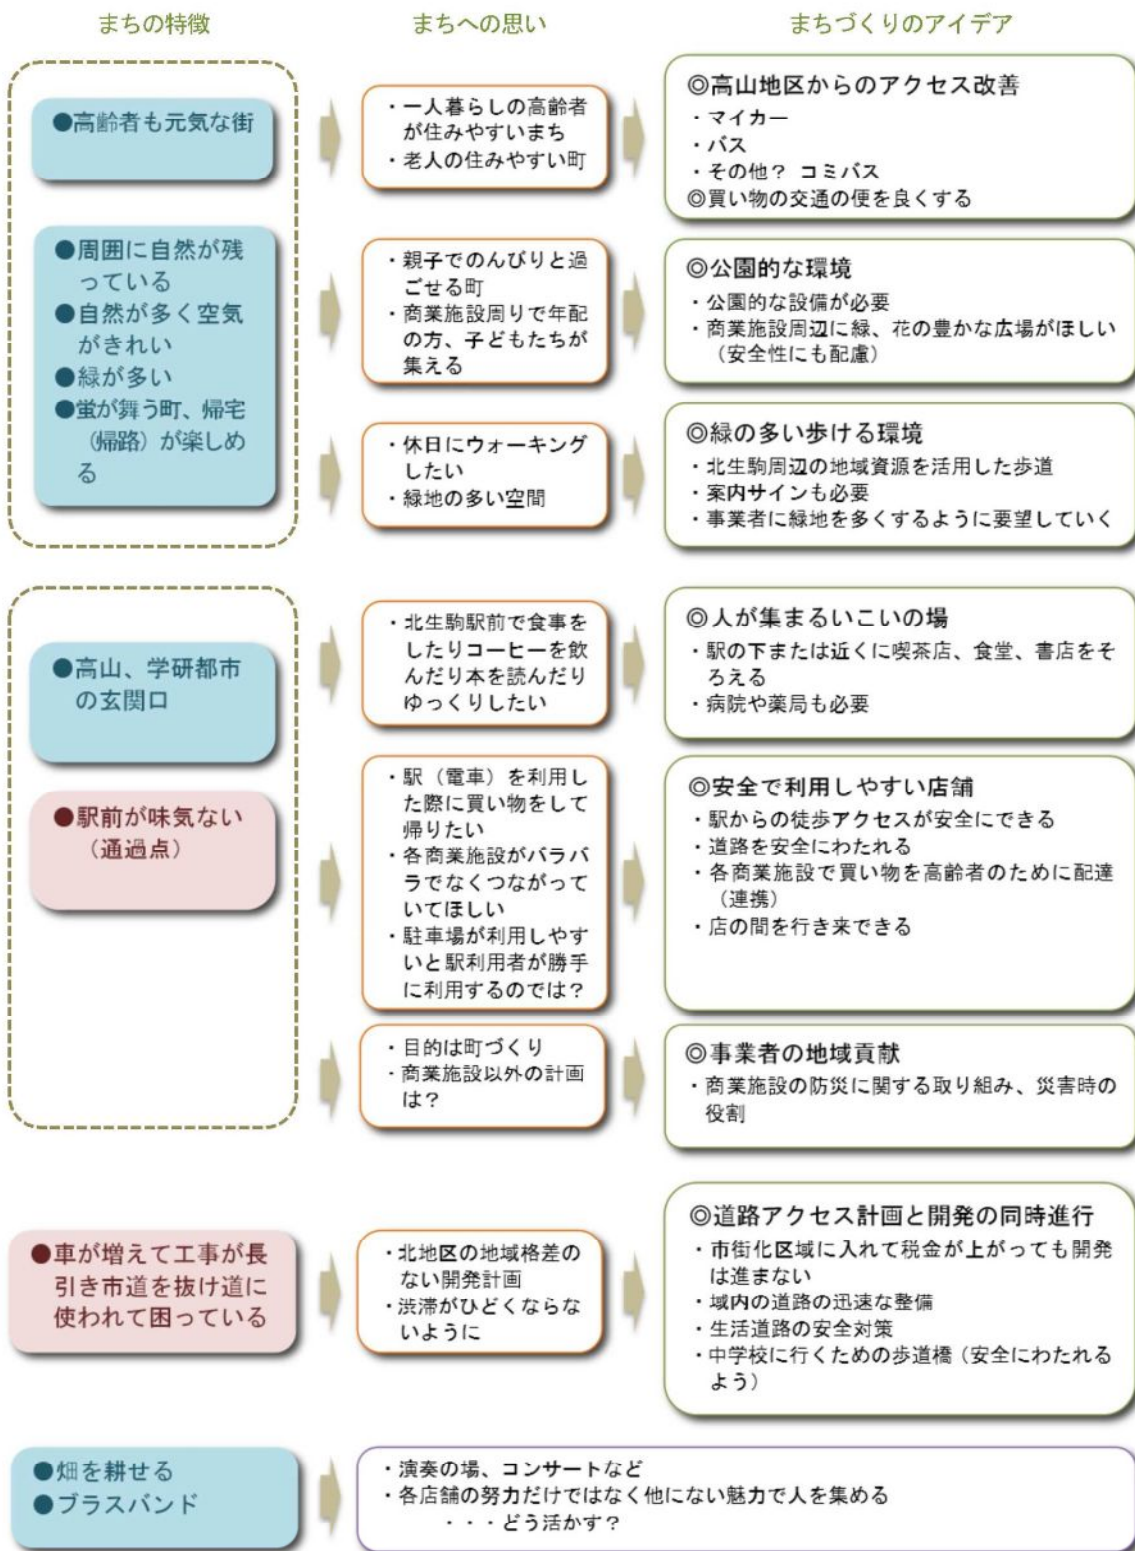 まちの特徴
まちへの思い
まちづくりのアイデア
●高齢者も元気な街
・一人暮らしの高齢者
が住みやすいまち
・老人の住みやすい町
◎高山地区からのアクセス改善
・マイカー
・バス
・その他？ コミバス
◎買い物の交通の便を良くする
●周囲に自然が残
っている
●自然が多く空気
がきれい
●緑が多い
●蛍が舞う町、帰宅
（帰路）が楽しめ
る
・親子でのんびりと過
ごせる町
・商業施設周りで年配
の方、子どもたちが
集える
◎公園的な環境
・公園的な設備が必要
・商業施設周辺に緑、花の豊かな広場がほしい
（安全性にも配慮）
・休日にウォーキング
したい
・緑地の多い空間
◎緑の多い歩ける環境
・北生駒周辺の地域資源を活用した歩道
・案内サインも必要
・事業者に緑地を多くするように要望していく
●高山、学研都市
の玄関口
●駅前が味気ない
（通過点）
・北生駒駅前で食事を
したりコーヒーを飲
んだり本を読んだり
ゆっくりしたい
◎人が集まるいこいの場
・駅の下または近くに喫茶店、食堂、書店をそ
ろえる
・病院や薬局も必要
・駅（電車）を利用し
た際に買い物をして
帰りたい
・各商業施設がバラバ
ラでなくつながって
いてほしい
・駐車場が利用しやす
いと駅利用者が勝手
に利用するのでは？
◎安全で利用しやすい店舗
・駅からの徒歩アクセスが安全にできる
・道路を安全にわたれる
・各商業施設で買い物を高齢者のために配達
（連携）
・店の間を行き来できる
・目的は町づくり
・商業施設以外の計画
は？
◎事業者の地域貢献
・商業施設の防災に関する取り組み、災害時の
役割
●車が増えて工事が長
引き市道を抜け道に
使われて困っている
・北地区の地域格差の
ない開発計画
・渋滞がひどくならな
いように
◎道路アクセス計画と開発の同時進行
・市街化区域に入れて税金が上がっても開発
は進まない
・域内の道路の迅速な整備
・生活道路の安全対策
・中学校に行くための歩道橋（安全にわたれる
よう）
●畑を耕せる
●ブラスバンド
・演奏の場、コンサートなど
・各店舗の努力だけではなく他にない魅力で人を集める
・・・どう活かす？